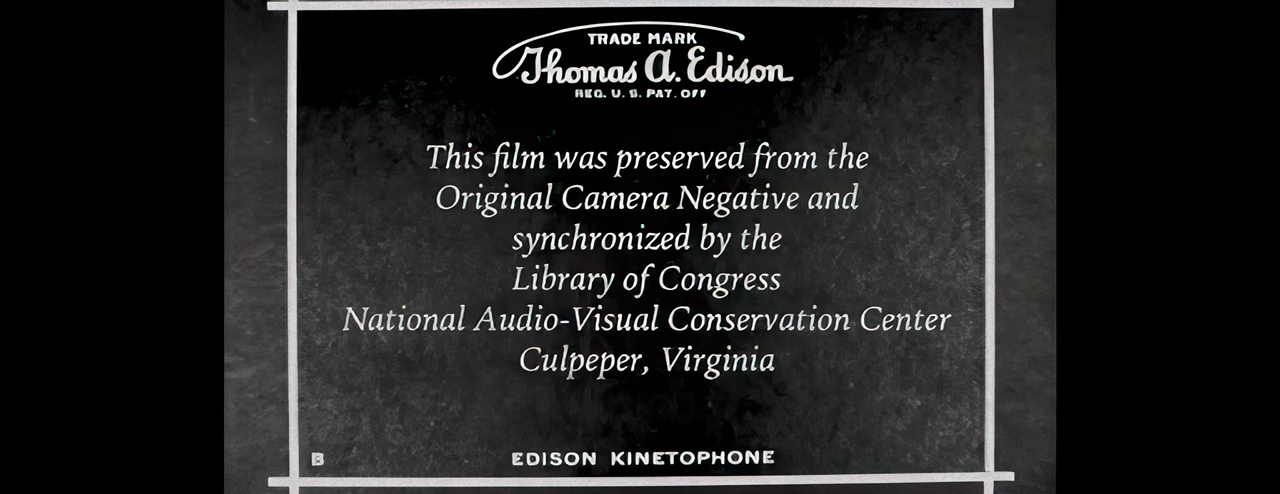 TRADE MARK
Thomas A. Edison
REG. U. S. PAT. OFF
This film was preserved from the
Original Camera Negative and
synchronized by the
Library of Congress
National Audio-Visual Conservation Center
Culpeper, Virginia
B
EDISON KINETOPHONE